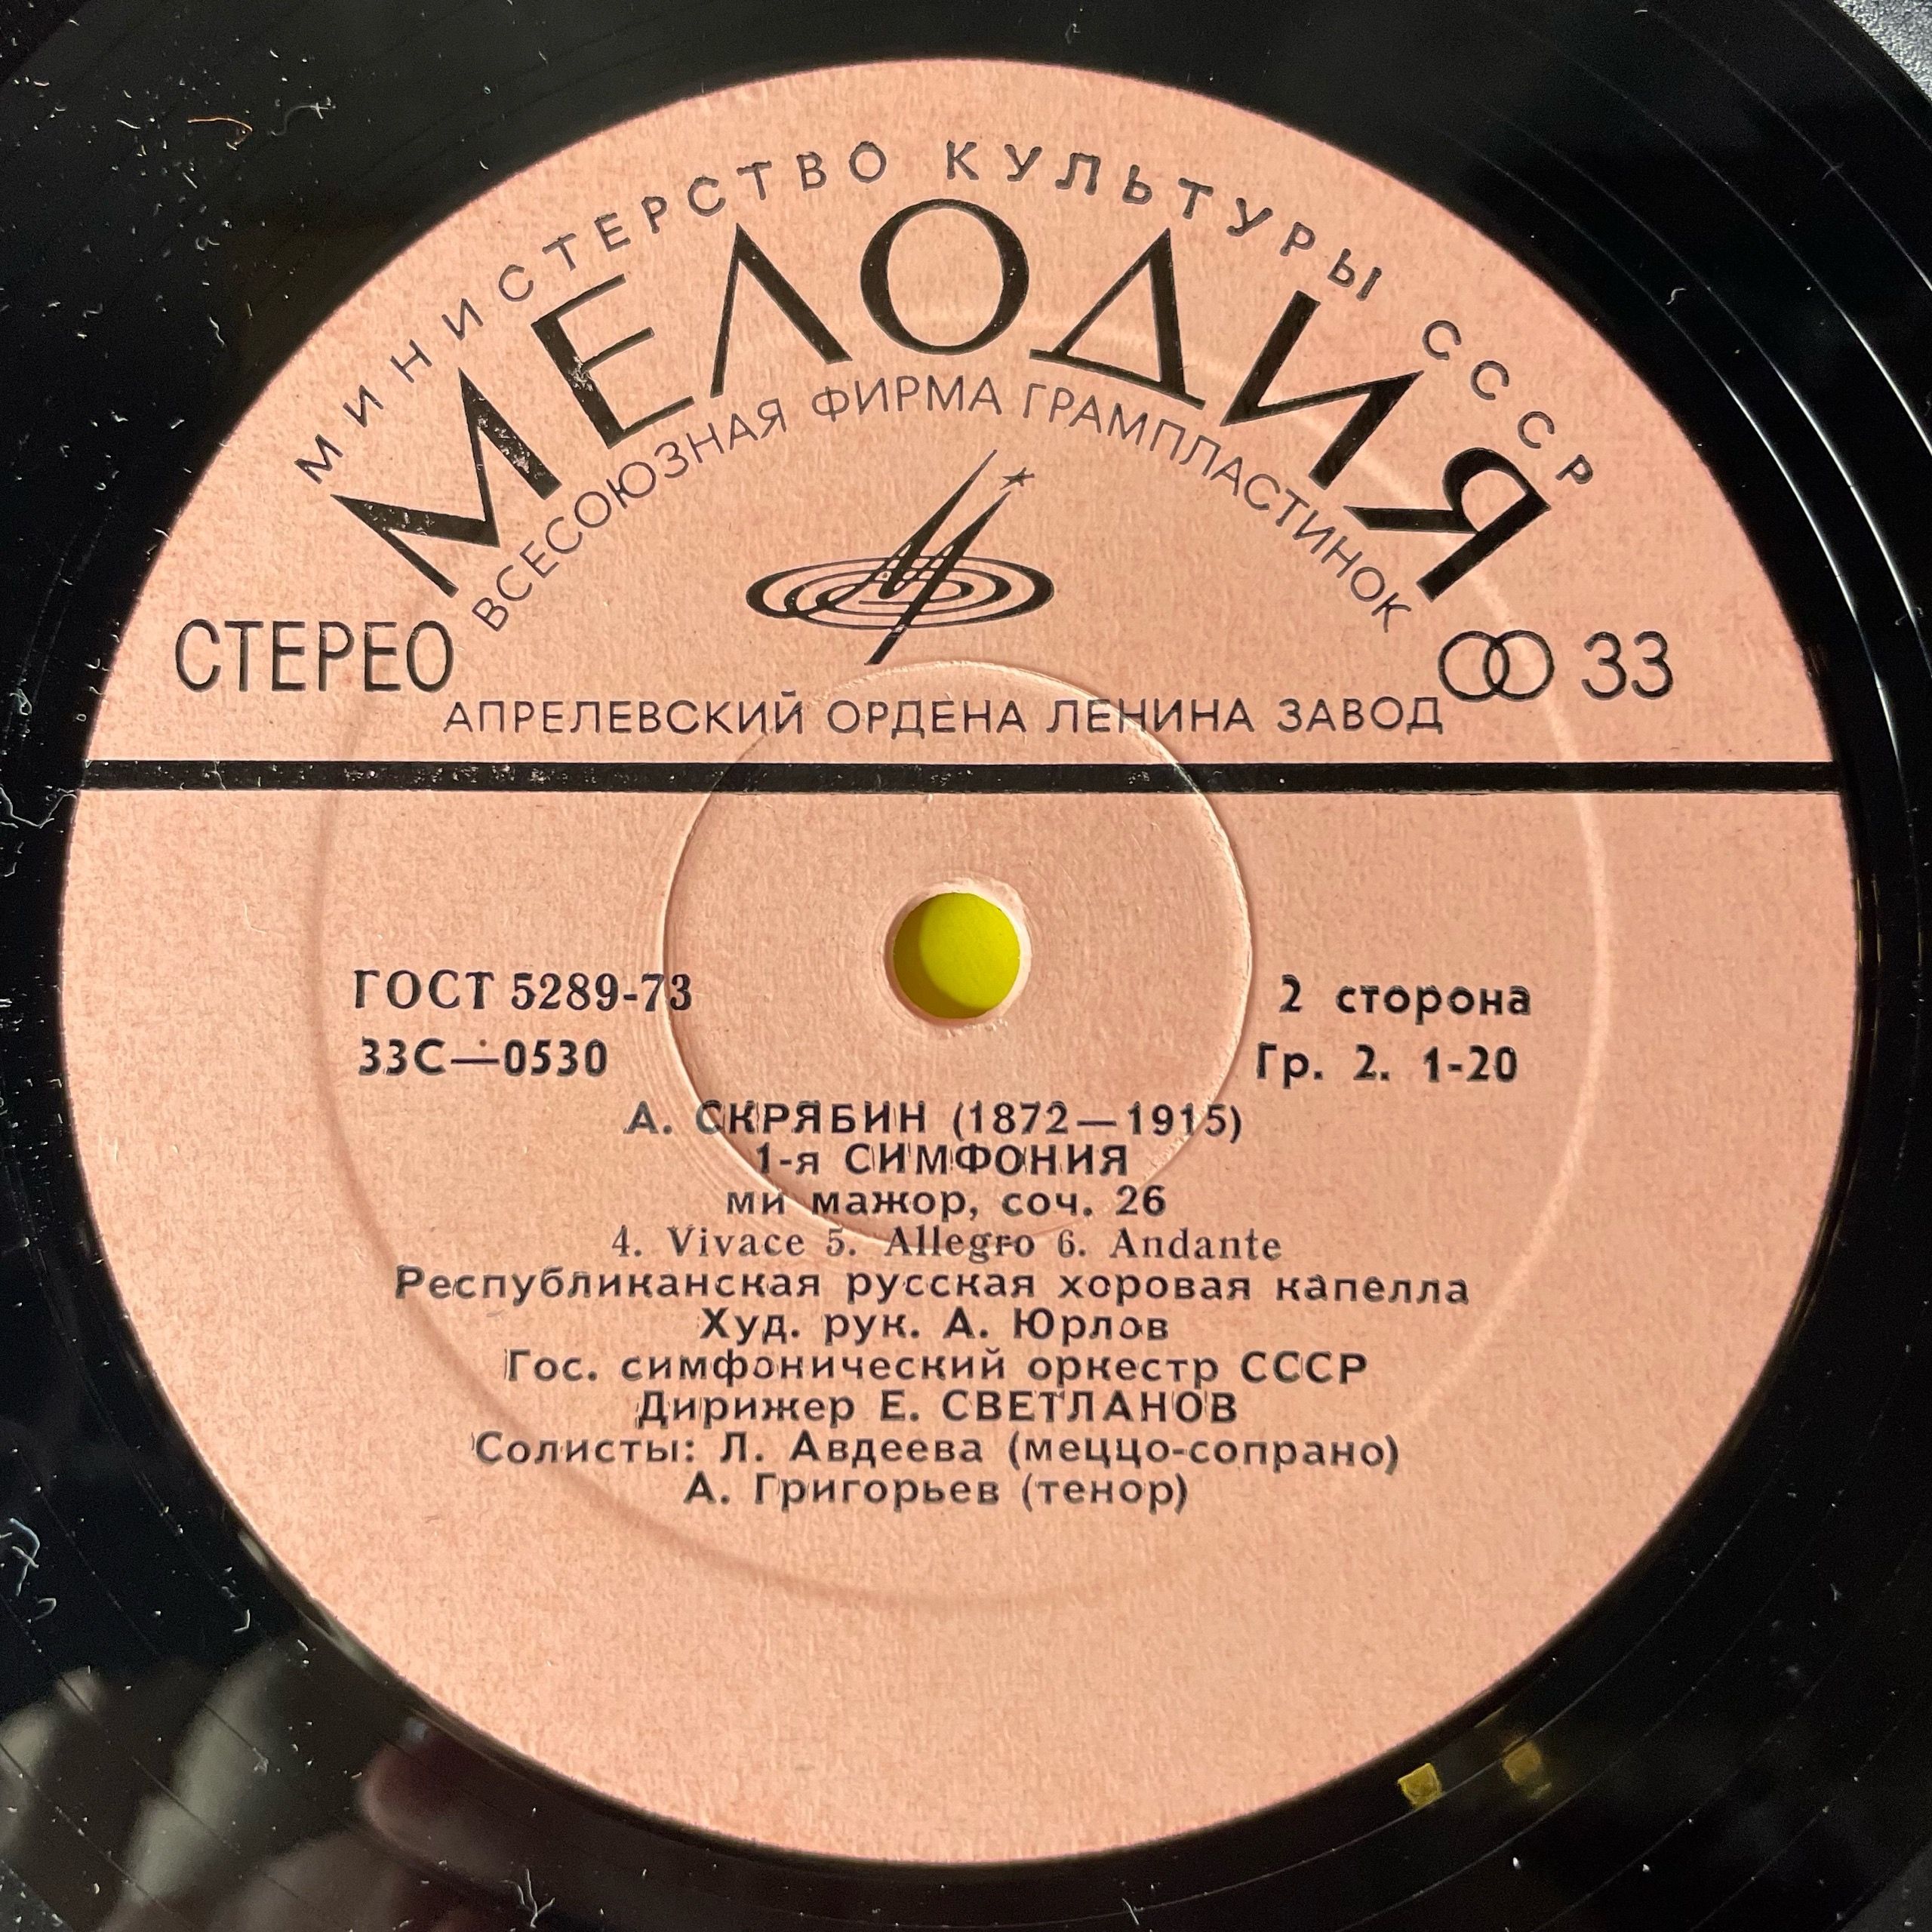 МИНИСТЕРСТВО КУЛЬТУРЫ СССР
МЕЛОДИЯ
ВСЕСОЮЗНАЯ ФИРМА ГРАМПЛАСТИНОК
СТЕРЕО
33
АПРЕЛЕВСКИЙ ОРДЕНА ЛЕНИНА ЗАВОД
ГОСТ 5289-73
2 сторона
33С—0530
Гр. 2. 1-20
А. СКРЯБИН (1872—1915)
1-я СИМФОНИЯ
ми мажор, соч. 26
4. Vivace 5. Allegro 6. Andante
Республиканская русская хоровая капелла
Худ. рук. А. Юрлов
Гос. симфонический оркестр СССР
Дирижер Е. СВЕТЛАНОВ
Солисты: Л. Авдеева (меццо-сопрано)
А. Григорьев (тенор)